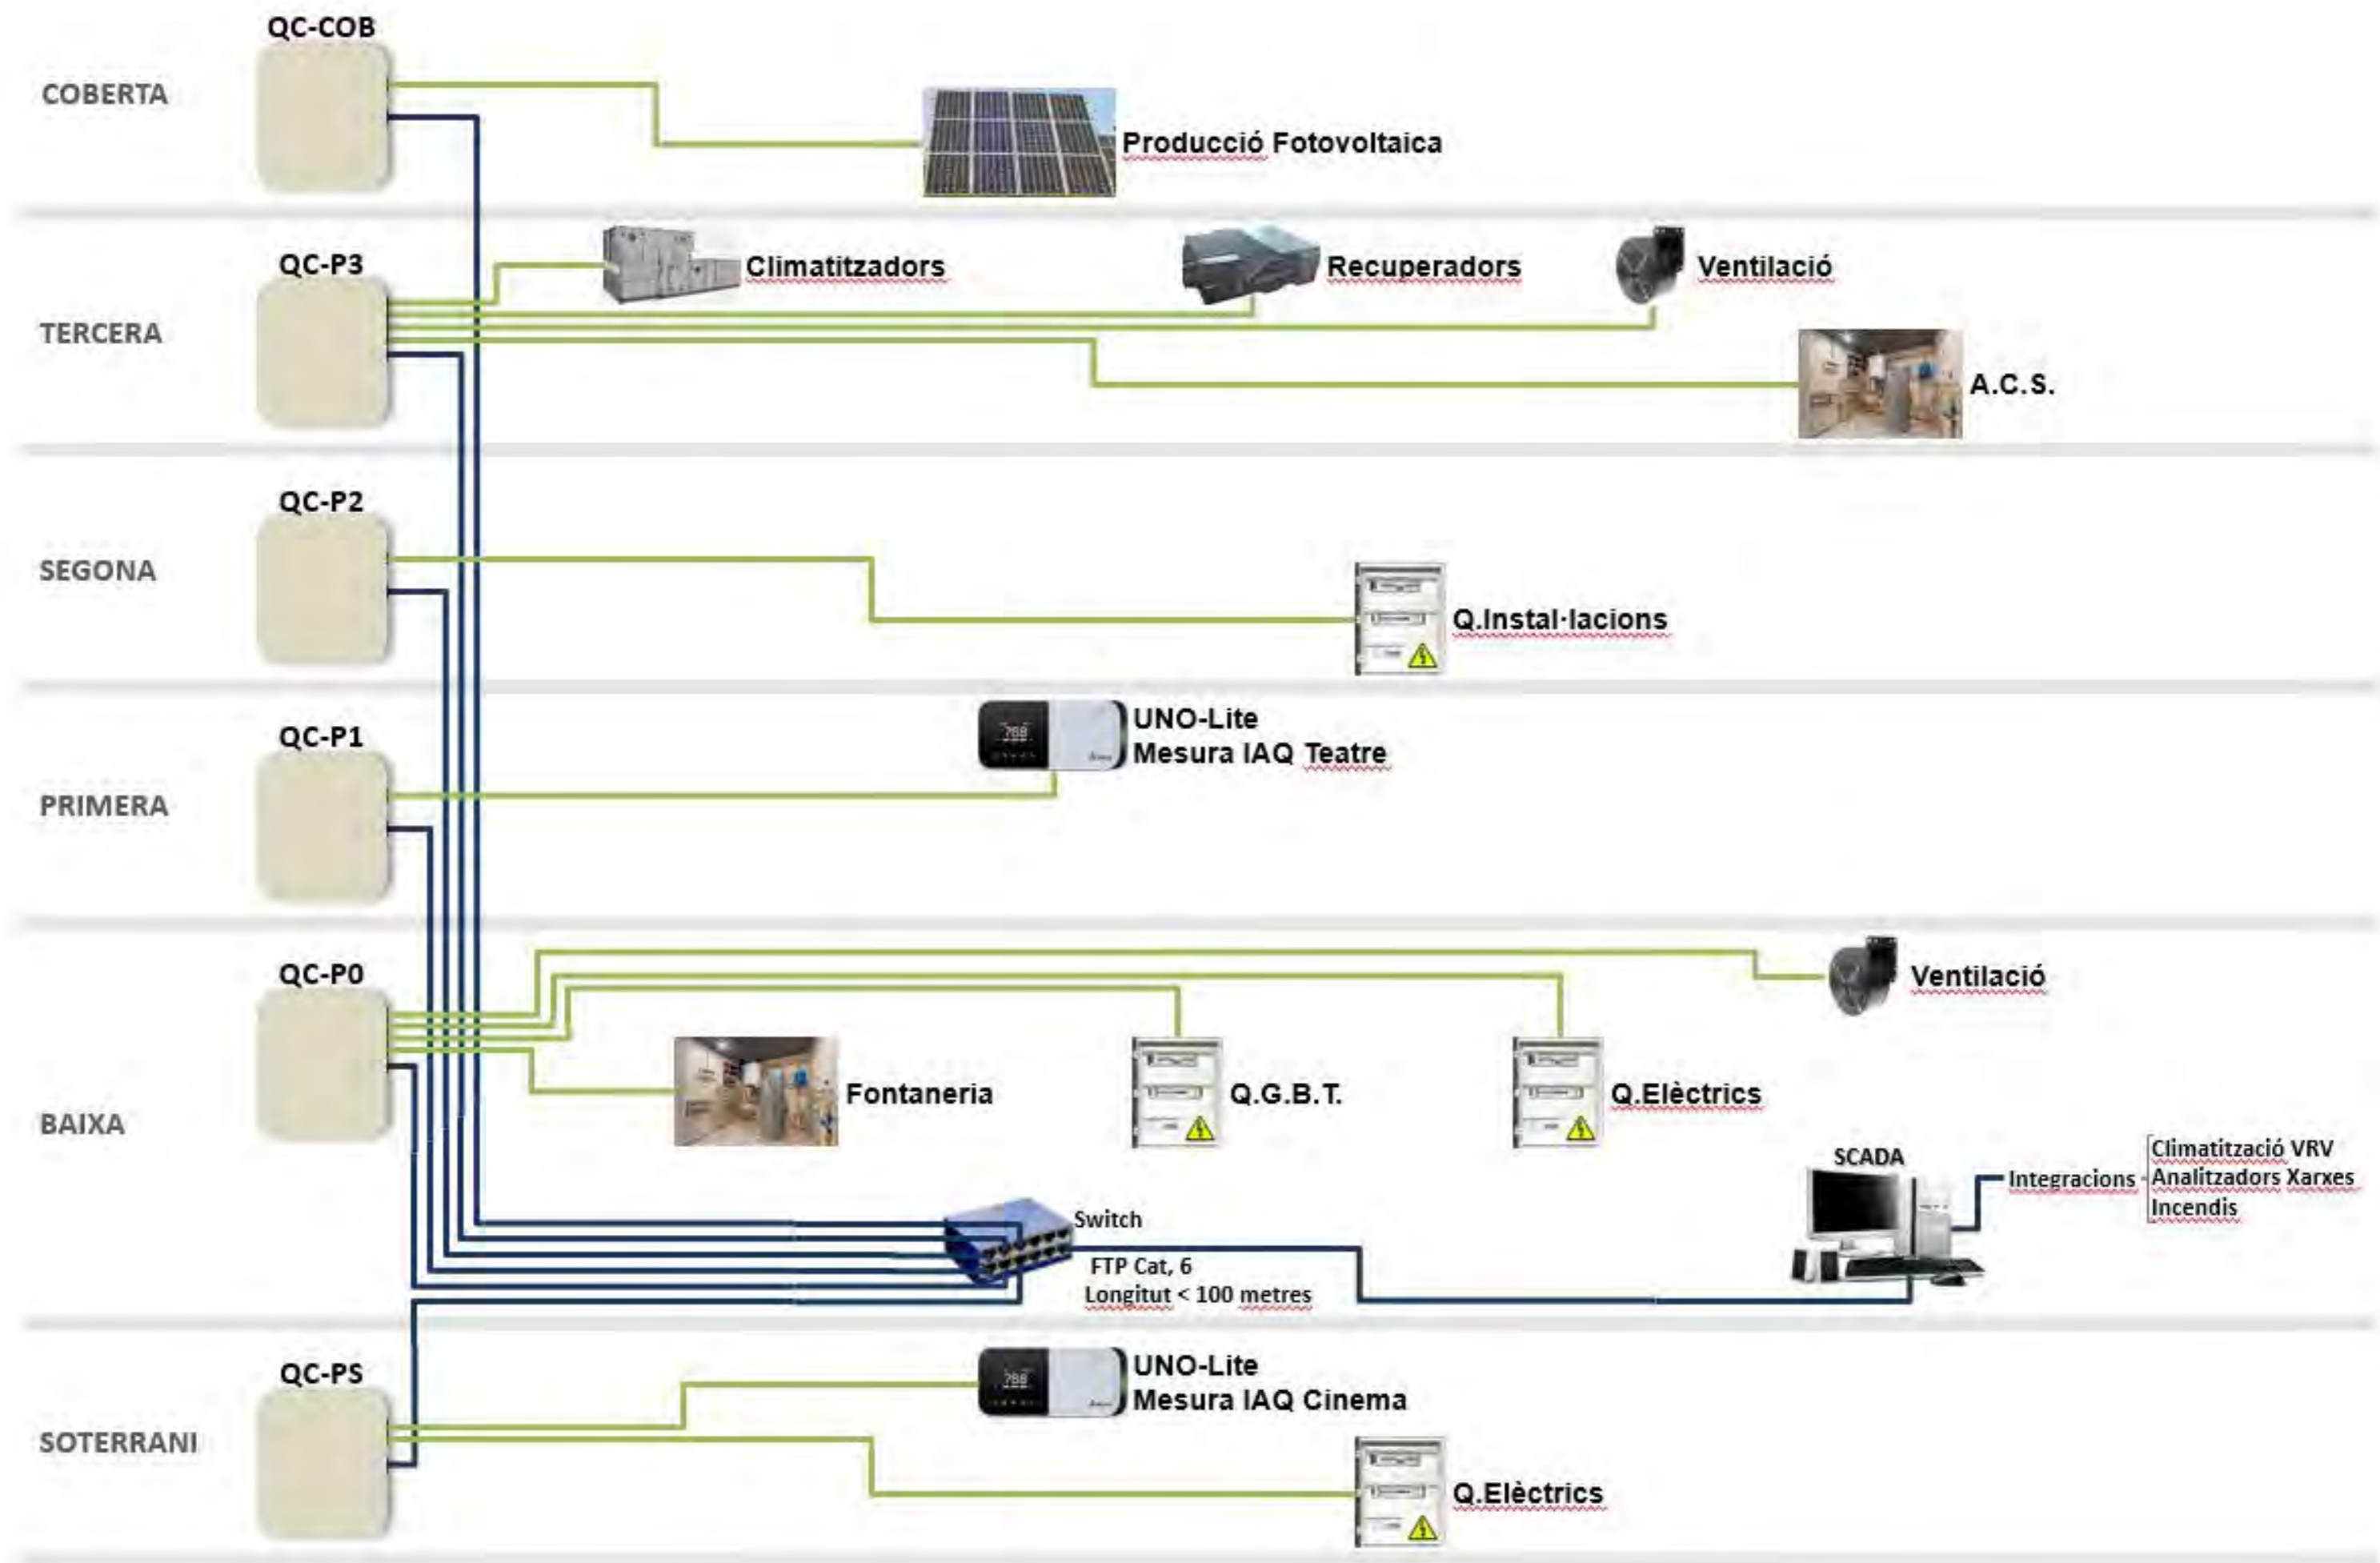 QC-COB
COBERTA
Producció Fotovoltaica
QC-P3
Climatitzadors
Recuperadors
Ventilació
TERCERA
A.C.S.
QC-P2
SEGONA
Q.Instal·lacions
QC-P1
UNO-Lite
Mesura IAQ Teatre
PRIMERA
QC-P0
Ventilació
Fontaneria
Q.G.B.T.
Q.Elèctrics
BAIXA
SCADA
Integracions
Climatització VRV
Analitzadors Xarxes
Incendis
Switch
FTP Cat, 6
Longitut < 100 metres
QC-PS
UNO-Lite
Mesura IAQ Cinema
SOTERRANI
Q.Elèctrics